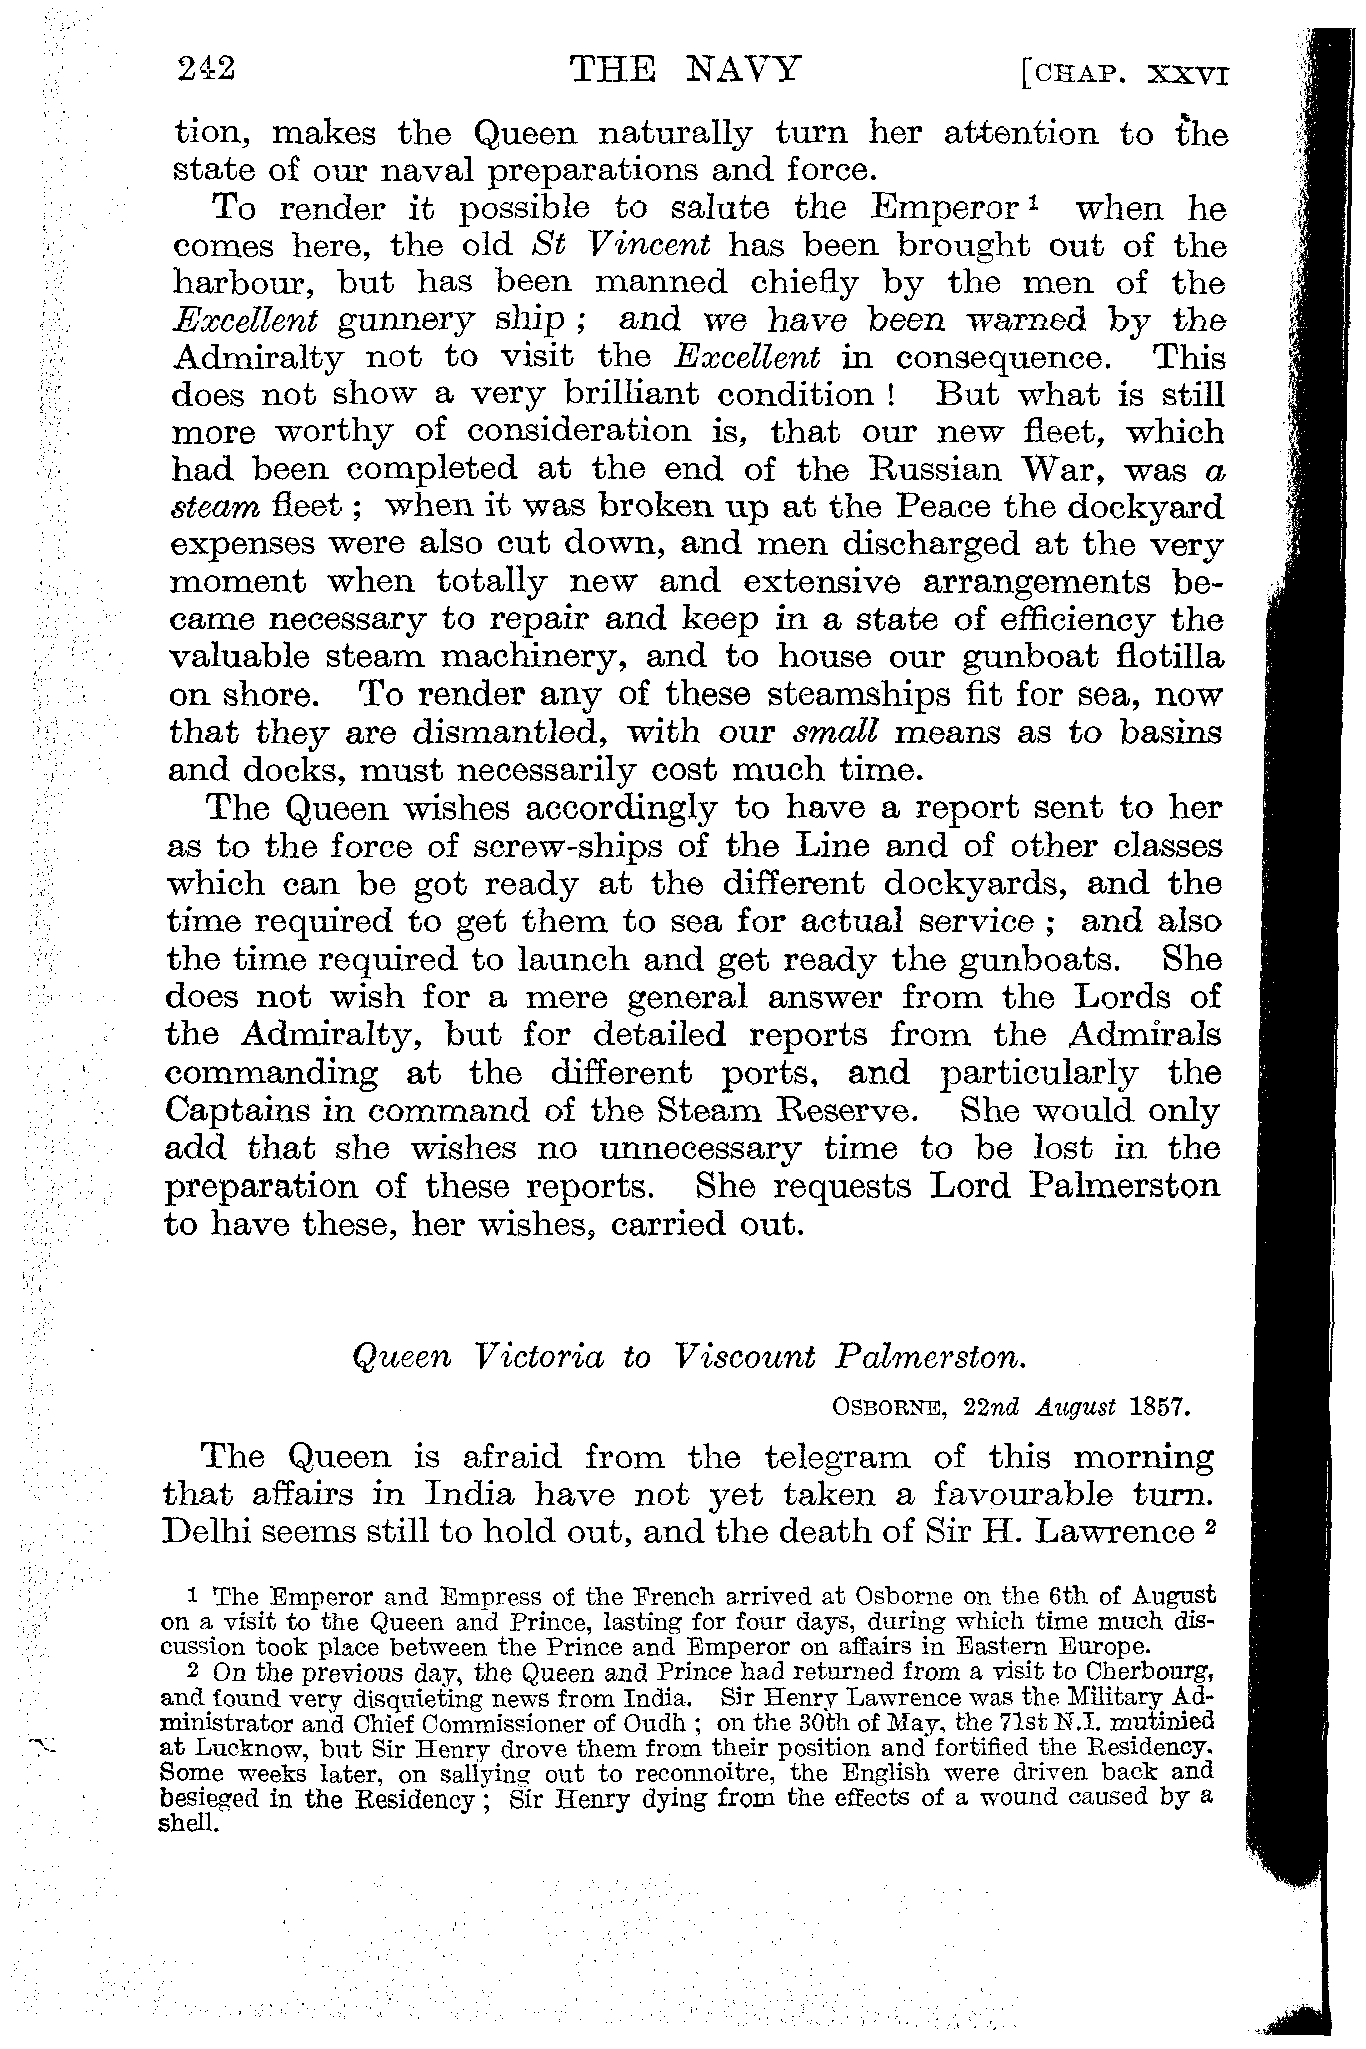 242 THE NAVY [CHAP. XXVI
tion, makes the Queen naturally turn her attention to the
state of our naval preparations and force.
To render it possible to salute the Emperor 1 when he
comes here, the old St Vincent has been brought out of the
harbour, but has been manned chiefly by the men of the
Excellent gunnery ship ; and we have been warned by the
Admiralty not to visit the Excellent in consequence. This
does not show a very brilliant condition ! But what is still
more worthy of consideration is, that our new fleet, which
had been completed at the end of the Russian War, was a
steam fleet ; when it was broken up at the Peace the dockyard
expenses were also cut down, and men discharged at the very
moment when totally new and extensive arrangements be-
came necessary to repair and keep in a state of efficiency the
valuable steam machinery, and to house our gunboat flotilla
on shore. To render any of these steamships fit for sea, now
that they are dismantled, with our small means as to basins
and docks, must necessarily cost much time.
The Queen wishes accordingly to have a report sent to her
as to the force of screw-ships of the Line and of other classes
which can be got ready at the different dockyards, and the
time required to get them to sea for actual service ; and also
the time required to launch and get ready the gunboats. She
does not wish for a mere general answer from the Lords of
the Admiralty, but for detailed reports from the Admirals
commanding at the different ports, and particularly the
Captains in command of the Steam Reserve. She would only
add that she wishes no unnecessary time to be lost in the
preparation of these reports. She requests Lord Palmerston
to have these, her wishes, carried out.
Queen Victoria to Viscount Palmerston.
OSBORNE, 22nd August 1857.
The Queen is afraid from the telegram of this morning
that affairs in India have not yet taken a favourable turn.
Delhi seems still to hold out, and the death of Sir H. Lawrence 2
1 The Emperor and Empress of the French arrived at Osborne on the 6th of August
on a visit to the Queen and Prince, lasting for four days, during which time much dis-
cussion took place between the Prince and Emperor on affairs in Eastern Europe.
2 On the previous day, the Queen and Prince had returned from a visit to Cherbourg,
and found very disquieting news from India. Sir Henry Lawrence was the Military Ad-
ministrator and Chief Commissioner of Oudh ; on the 30th of May, the 71st N.I. mutinied
at Lucknow, but Sir Henry drove them from their position and fortified the Residency.
Some weeks later, on sallying out to reconnoitre, the English were driven back and
besieged in the Residency ; Sir Henry dying from the effects of a wound caused by a
shell.